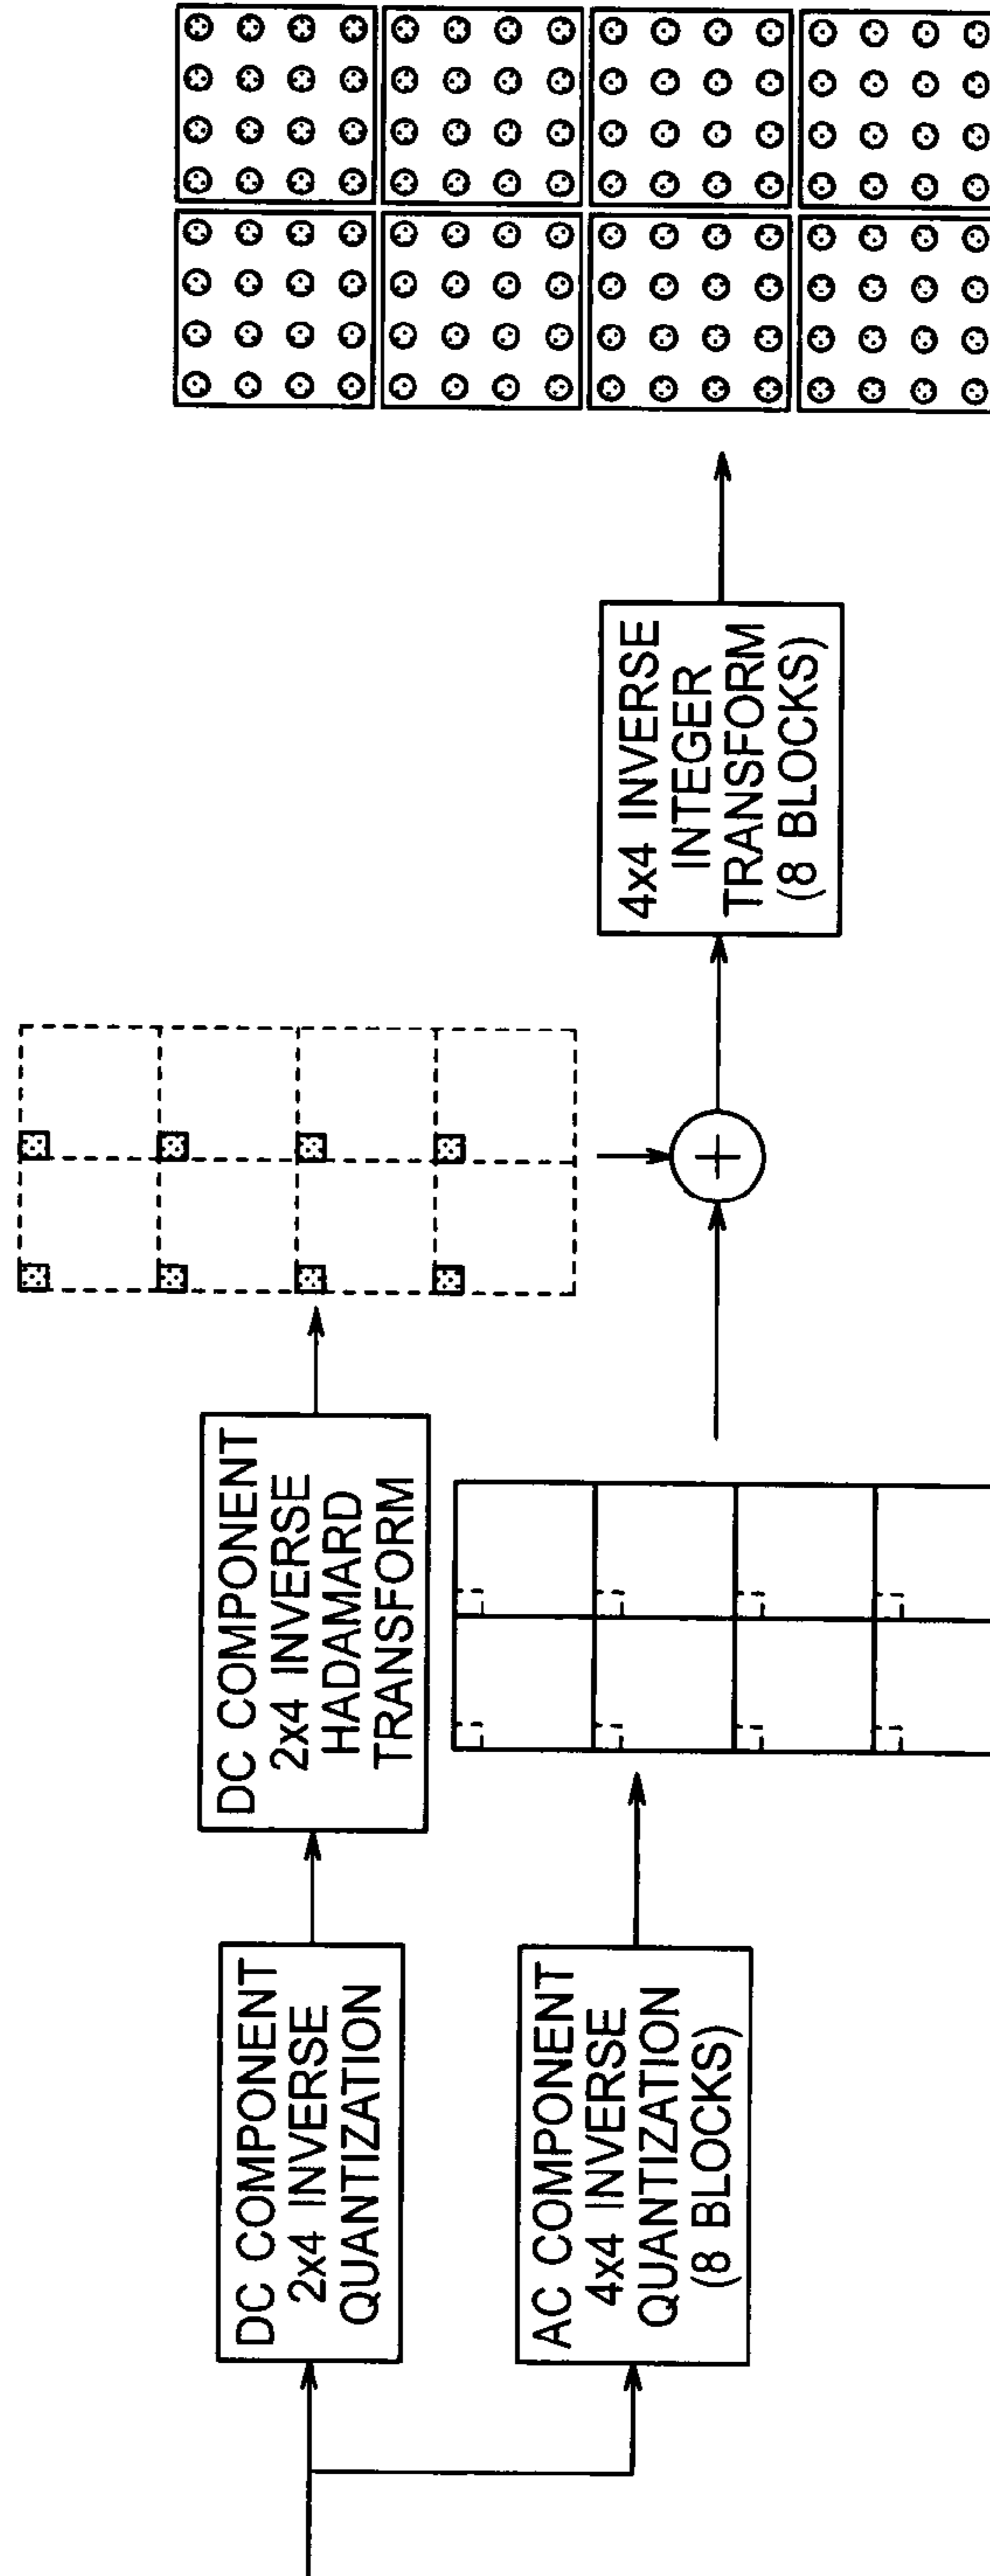 DC COMPONENT
2x4 INVERSE
QUANTIZATION
DC COMPONENT
2x4 INVERSE
HADAMARD
TRANSFORM
AC COMPONENT
4x4 INVERSE
QUANTIZATION
(8 BLOCKS)
4x4 INVERSE
INTEGER
TRANSFORM
(8 BLOCKS)